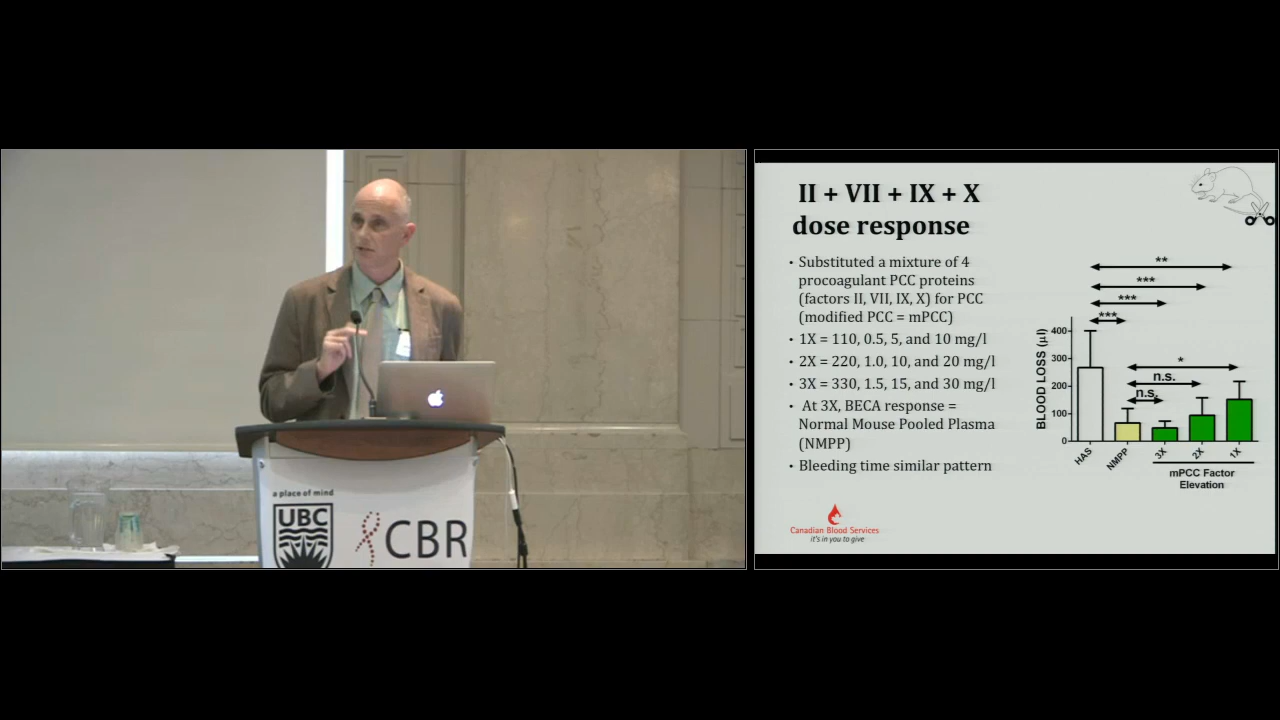 a place of mind
UBC
CBR
II + VII + IX + X
dose response
• Substituted a mixture of 4
procoagulant PCC proteins
(factors II, VII, IX, X) for PCC
(modified PCC = mPCC)
• 1X = 110, 0.5, 5, and 10 mg/l
• 2X = 220, 1.0, 10, and 20 mg/l
• 3X = 330, 1.5, 15, and 30 mg/l
• At 3X, BECA response =
Normal Mouse Pooled Plasma
(NMPP)
• Bleeding time similar pattern
**
***
***
***
*
n.s.
n.s.
BLOOD LOSS (µl)
400
300
200
100
0
HAS
NMPP
3X
2X
1X
mPCC Factor
Elevation
Canadian Blood Services
it's in you to give